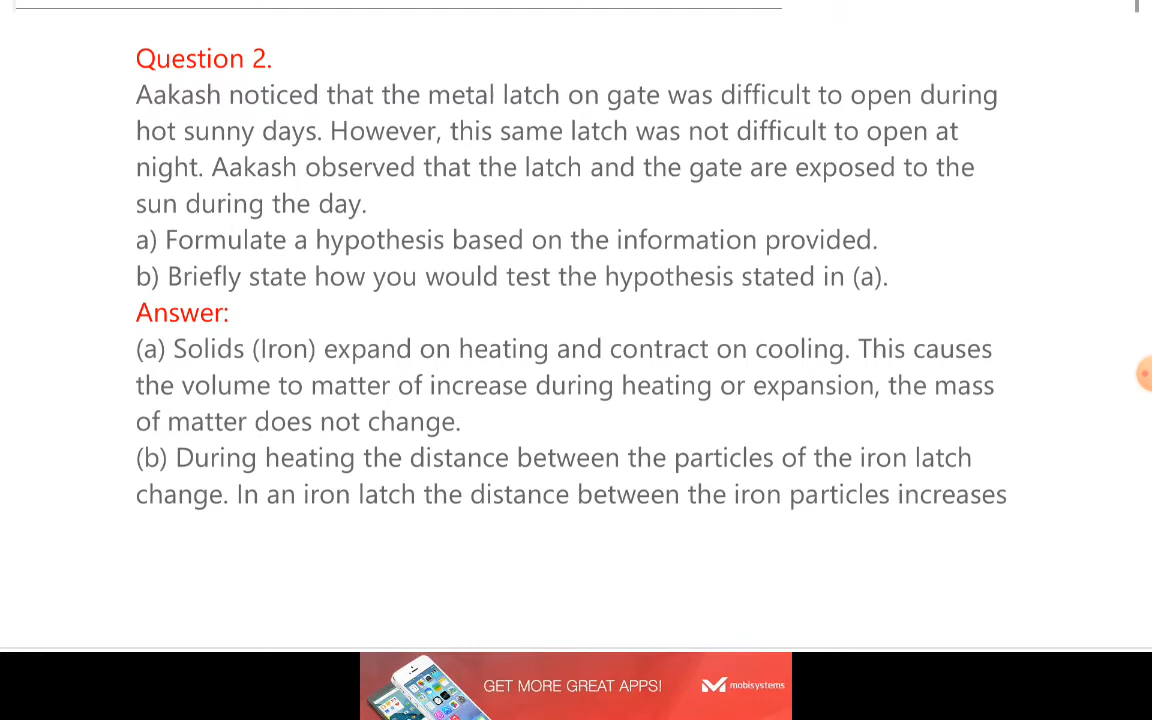 Question 2.
Aakash noticed that the metal latch on gate was difficult to open during
hot sunny days. However, this same latch was not difficult to open at
night. Aakash observed that the latch and the gate are exposed to the
sun during the day.
a) Formulate a hypothesis based on the information provided.
b) Briefly state how you would test the hypothesis stated in (a).
Answer:
(a) Solids (Iron) expand on heating and contract on cooling. This causes
the volume to matter of increase during heating or expansion, the mass
of matter does not change.
(b) During heating the distance between the particles of the iron latch
change. In an iron latch the distance between the iron particles increases
GET MORE GREAT APPS!
mobisystems